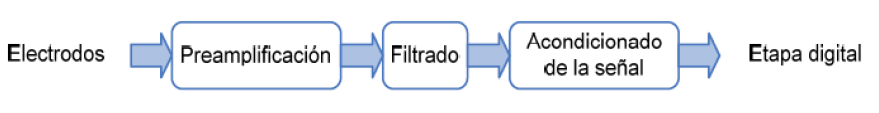 Electrodos
Preamplificación
Filtrado
Acondicionado
de la señal
Etapa digital